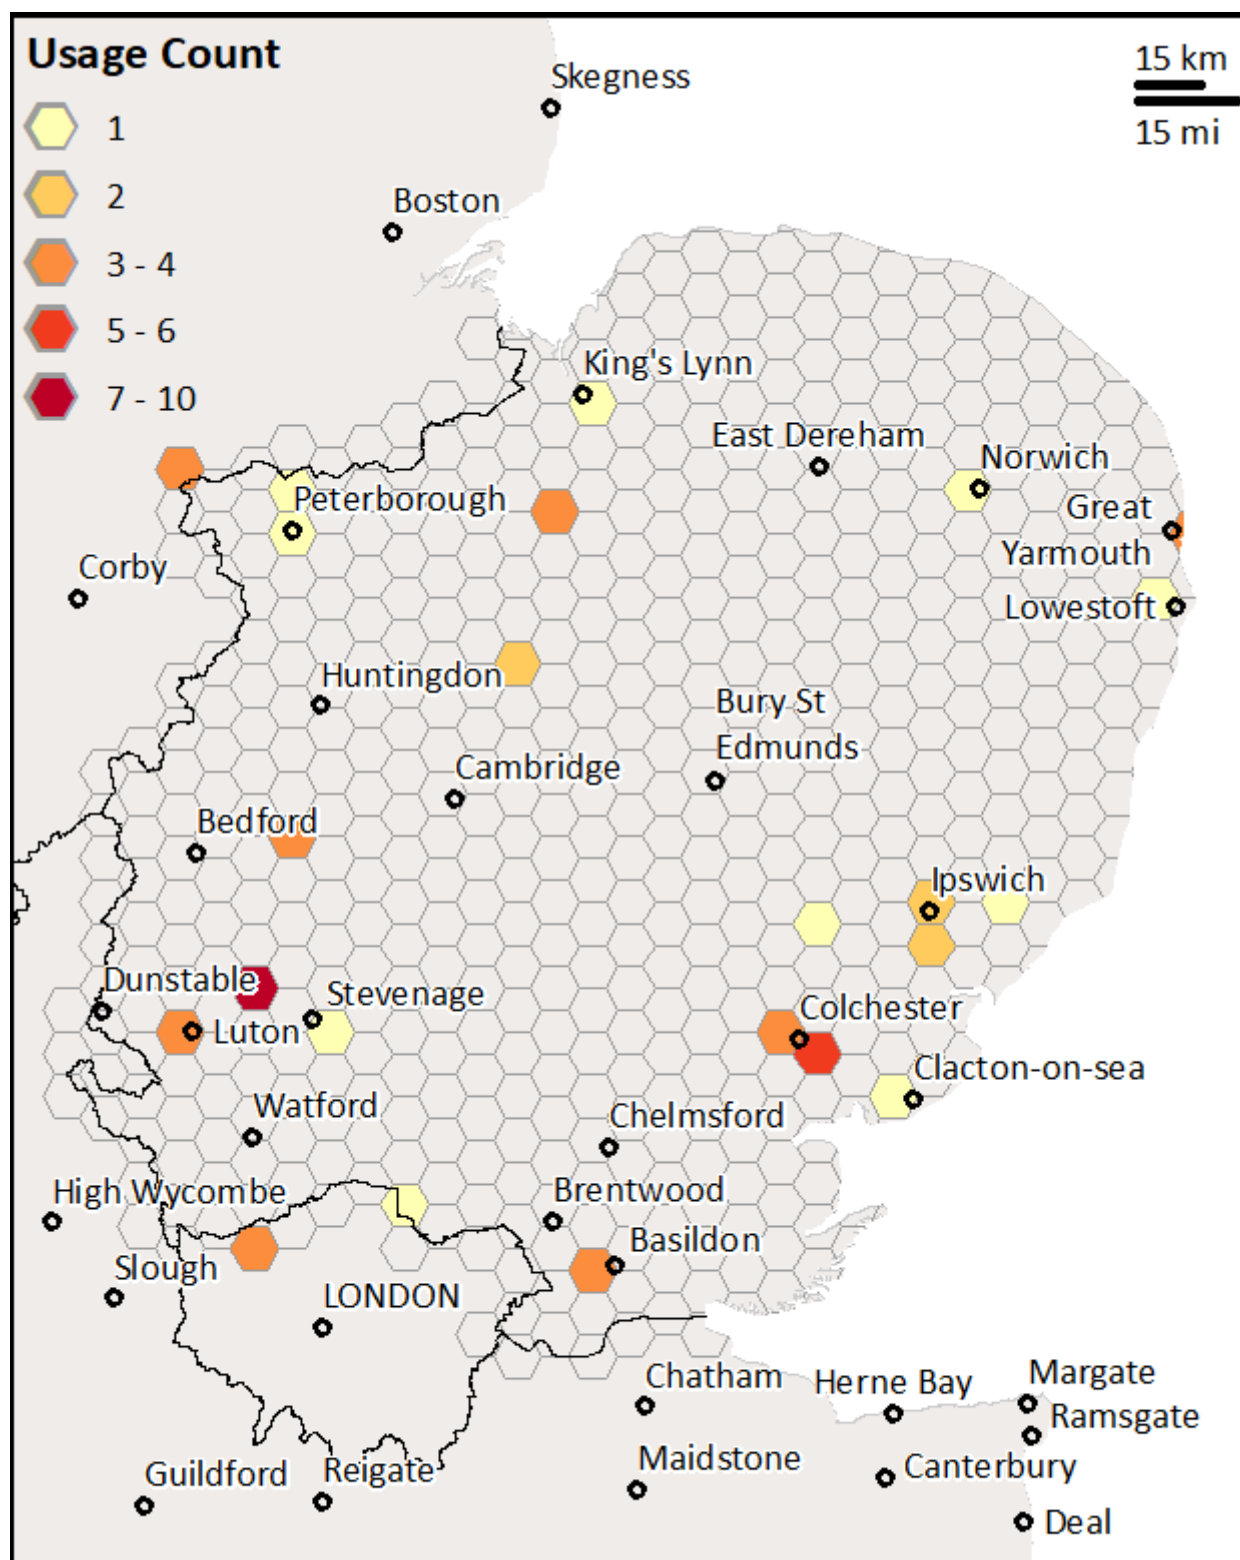 Usage Count
1
2
3 - 4
5 - 6
7 - 10
15 km
15 mi
Skegness
Boston
King's Lynn
East Dereham
Norwich
Peterborough
Great
Yarmouth
Corby
Lowestoft
Huntingdon
Bury St
Edmunds
Cambridge
Bedford
Ipswich
Dunstable
Stevenage
Luton
Colchester
Clacton-on-sea
Watford
Chelmsford
High Wycombe
Brentwood
Basildon
Slough
LONDON
Chatham
Herne Bay
Margate
Ramsgate
Guildford
Reigate
Maidstone
Canterbury
Deal